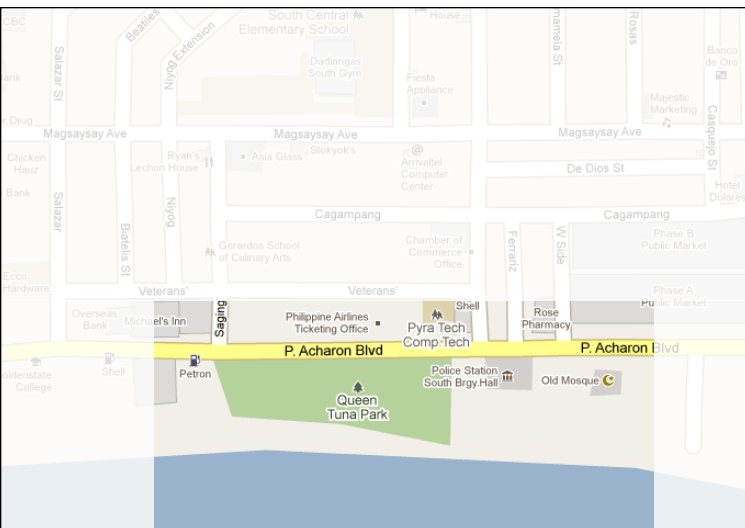 CBC
Salazar St
Beatiles
Niyog Extension
South Central
Elementary School
Dadiangas
South Gym
House
Fiesta
Appliance
mamela St
Rosas
Banco
de Oro
ank
Majestic
Marketing
r Drug
Magsaysay Ave
Magsaysay Ave
Magsaysay Ave
Casquejo St
Chicken
Hauz
Bank
Ryan's
Lechon House
Asia Glass
Stokyok's
Arrivaltel
Computer
Center
De Dios St
Hotel
Dolores
Salazar
Biatelis St
Niyog
Cagampang
Cagampang
Gerardos School
of Culinary Arts
Chamber of
Commerce
Office
Ferrariz
W Side
Phase B
Public Market
Ecco
Hardware
Veterans'
Veterans'
Phase A
Public Market
Overseas
Bank
Michael's Inn
Saging
Philippine Airlines
Ticketing Office
Pyra Tech
Comp.Tech
Shell
Rose
Pharmacy
P. Acharon Blvd
P. Acharon Blvd
oldenstate
College
Shell
Petron
Queen
Tuna Park
Police Station
South Brgy.Hall
Old Mosque